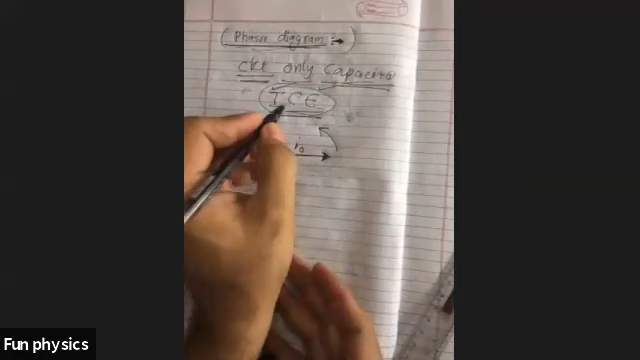 Phasor diagram :→
ckt only Capacitor
ICE
i₀
Fun physics